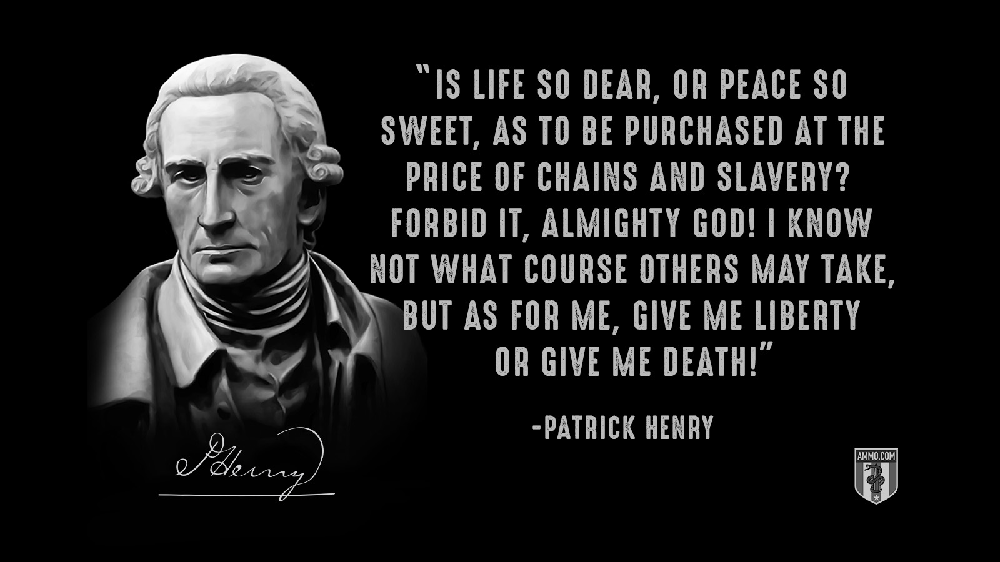 “IS LIFE SO DEAR, OR PEACE SO
SWEET, AS TO BE PURCHASED AT THE
PRICE OF CHAINS AND SLAVERY?
FORBID IT, ALMIGHTY GOD! I KNOW
NOT WHAT COURSE OTHERS MAY TAKE,
BUT AS FOR ME, GIVE ME LIBERTY
OR GIVE ME DEATH!”
-PATRICK HENRY
P Henry
AMMO.COM